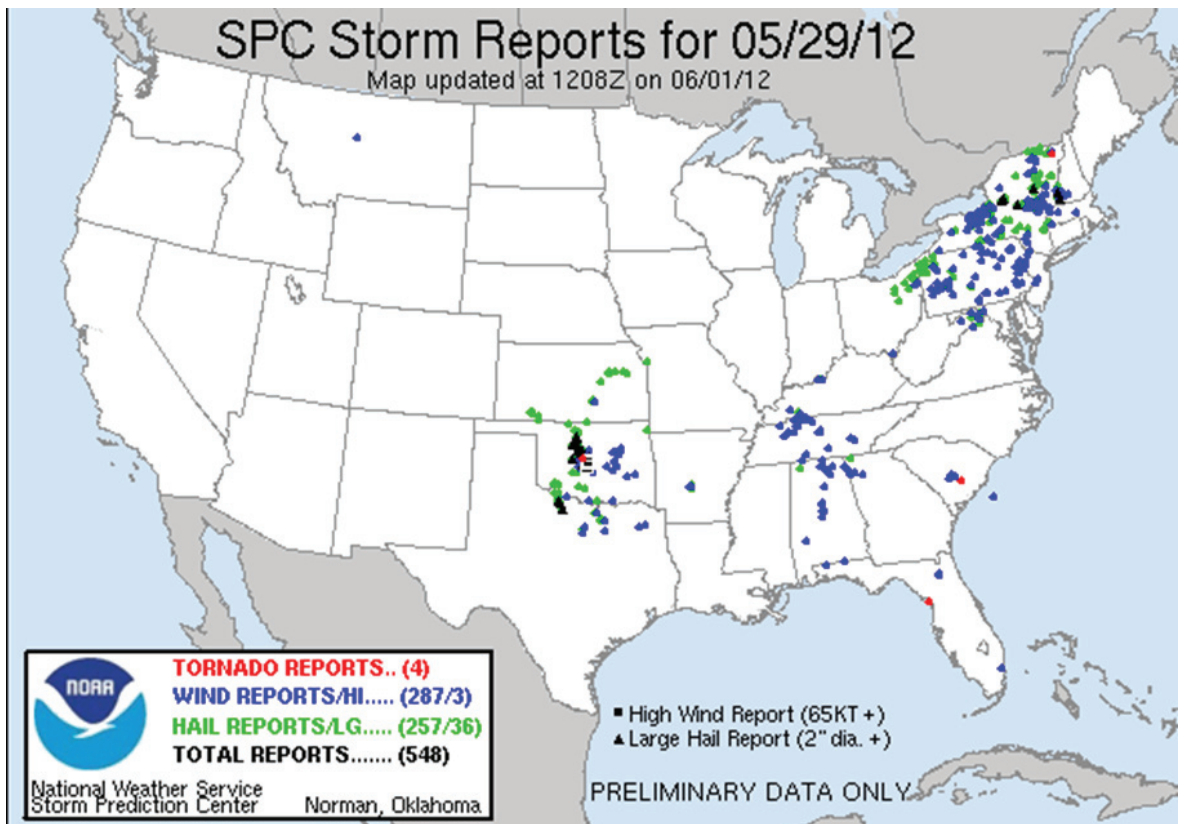 SPC Storm Reports for 05/29/12
Map updated at 1208Z on 06/01/12
NOAA
TORNADO REPORTS.. (4)
WIND REPORTS/HI..... (287/3)
HAIL REPORTS/LG..... (257/36)
TOTAL REPORTS....... (548)
National Weather Service
Storm Prediction Center Norman, Oklahoma
High Wind Report (65KT +)
Large Hail Report (2" dia. +)
PRELIMINARY DATA ONLY